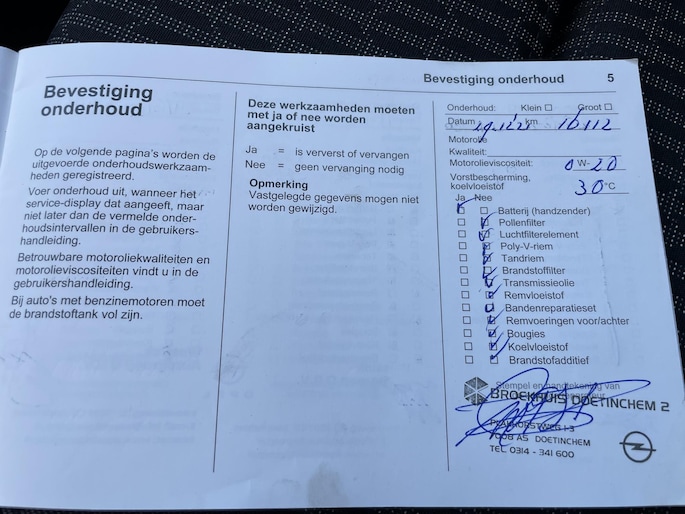 Bevestiging onderhoud 5
Bevestiging
onderhoud
Op de volgende pagina's worden de
uitgevoerde onderhoudswerkzaam-
heden geregistreerd.
Voer onderhoud uit, wanneer het
service-display dat aangeeft, maar
niet later dan de vermelde onder-
houdsintervallen in de gebruikers-
handleiding.
Betrouwbare motoroliekwaliteiten en
motorolieviscositeiten vindt u in de
gebruikershandleiding.
Bij auto's met benzinemotoren moet
de brandstoftank vol zijn.
Deze werkzaamheden moeten
met ja of nee worden
aangekruist
Ja = is ververst of vervangen
Nee = geen vervanging nodig
Opmerking
Vastgelegde gegevens mogen niet
worden gewijzigd.
Onderhoud: Klein ☐ Groot ☐
Datum km
Motorolie
Kwaliteit:
Motorolieviscositeit: 0 W- 20
Vorstbescherming,
koelvloeistof 30 °C
Ja Nee
Batterij (handzender)
Pollenfilter
Luchtfilterelement
Poly-V-riem
Tandriem
Brandstoffilter
Transmissieolie
Remvloeistof
Bandenreparatieset
Remvoeringen voor/achter
Bougies
Koelvloeistof
Brandstofadditief
Stempel en handtekening van
BROEKHUIS DOETINCHEM 2
7008 AS DOETINCHEM
TEL. 0314 - 341 600